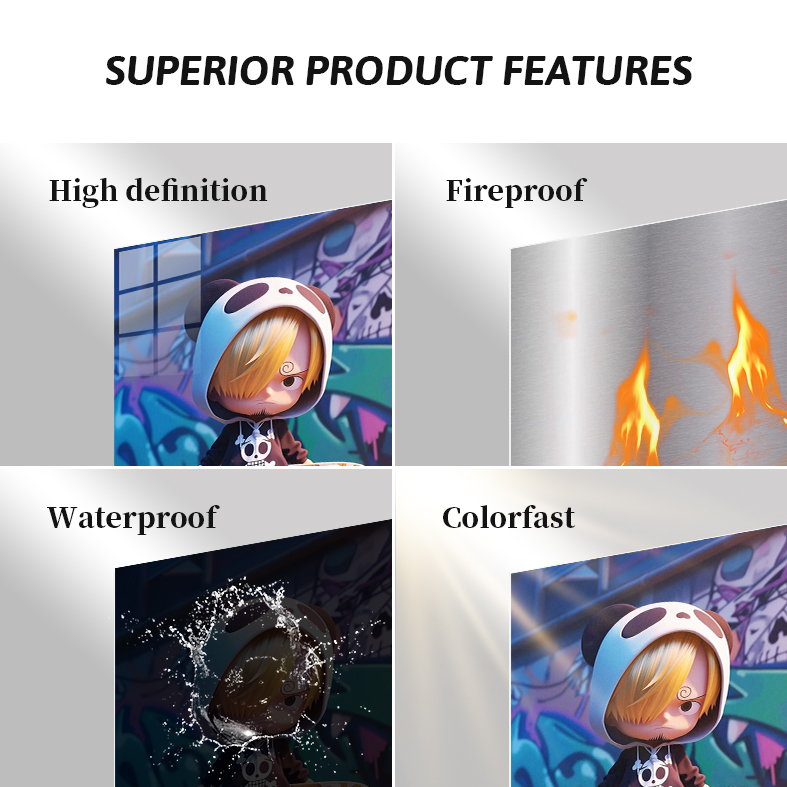 SUPERIOR PRODUCT FEATURES
High definition
Fireproof
Waterproof
Colorfast